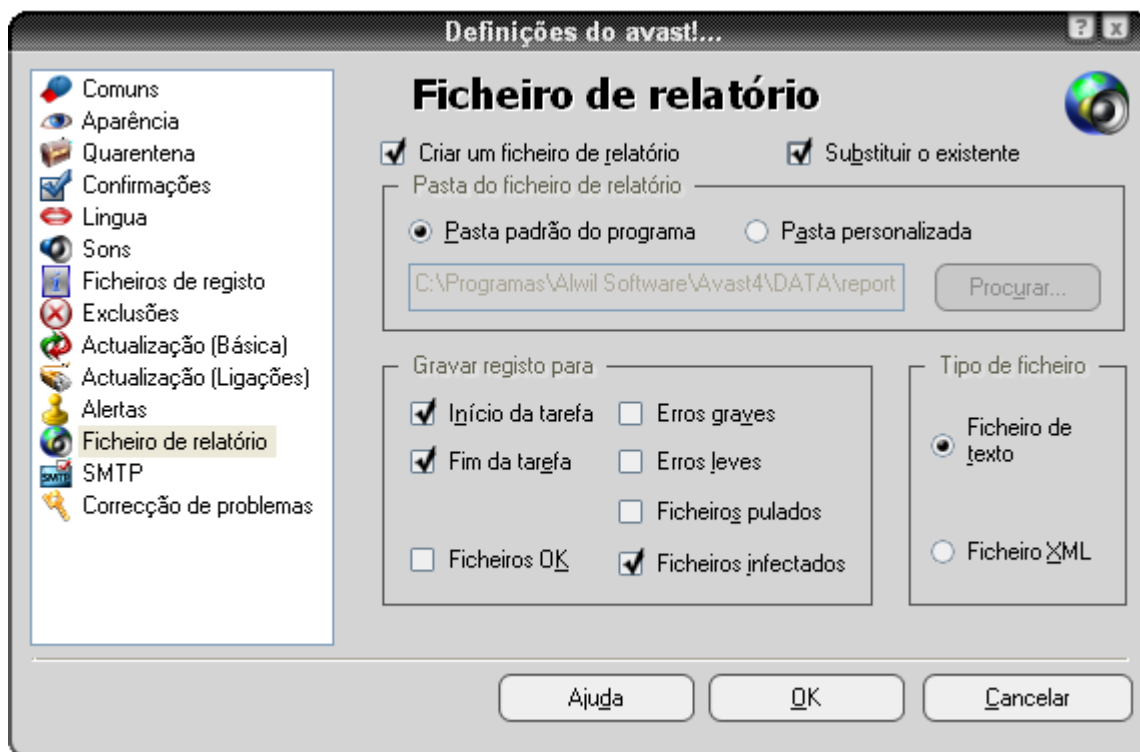 Definições do avast!...
? x
Comuns
Aparência
Quarentena
Confirmações
Lingua
Sons
Ficheiros de registo
Exclusões
Actualização (Básica)
Actualização (Ligações)
Alertas
Ficheiro de relatório
SMTP
Correcção de problemas
Ficheiro de relatório
Criar um ficheiro de relatório
Substituir o existente
Pasta do ficheiro de relatório
Pasta padrão do programa
Pasta personalizada
C:\Programas\Alwil Software\Avast4\DATA\report
Procurar...
Gravar registo para
Início da tarefa
Erros graves
Fim da tarefa
Erros leves
Ficheiros pulados
Ficheiros OK
Ficheiros infectados
Tipo de ficheiro
Ficheiro de
texto
Ficheiro XML
Ajuda
OK
Cancelar